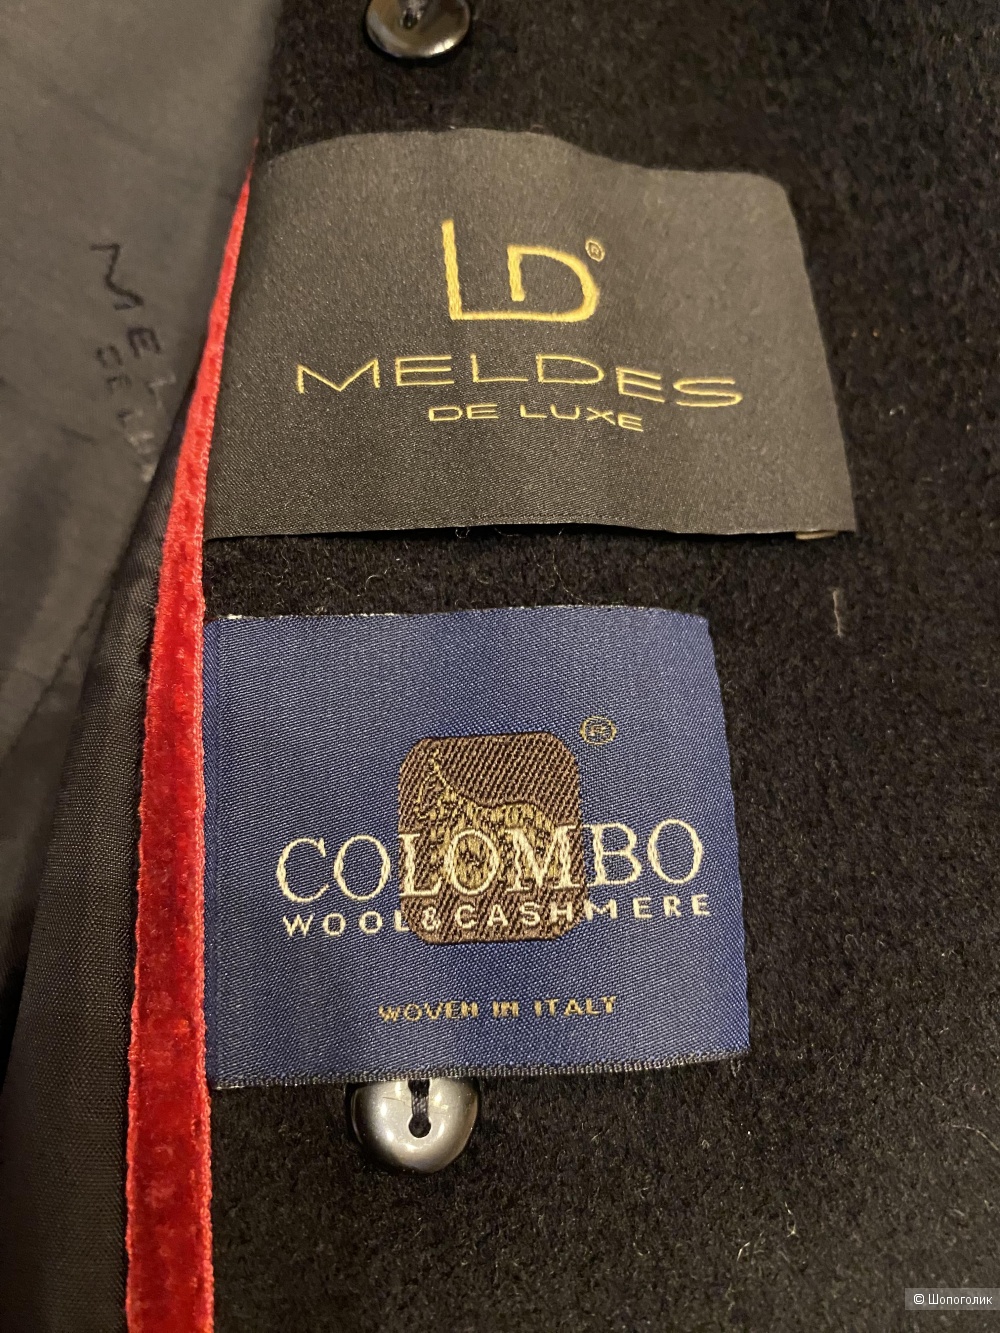 LD®
MELDES
DE LUXE
®
COLOMBO
WOOL & CASHMERE
WOVEN IN ITALY
© Шопоголик